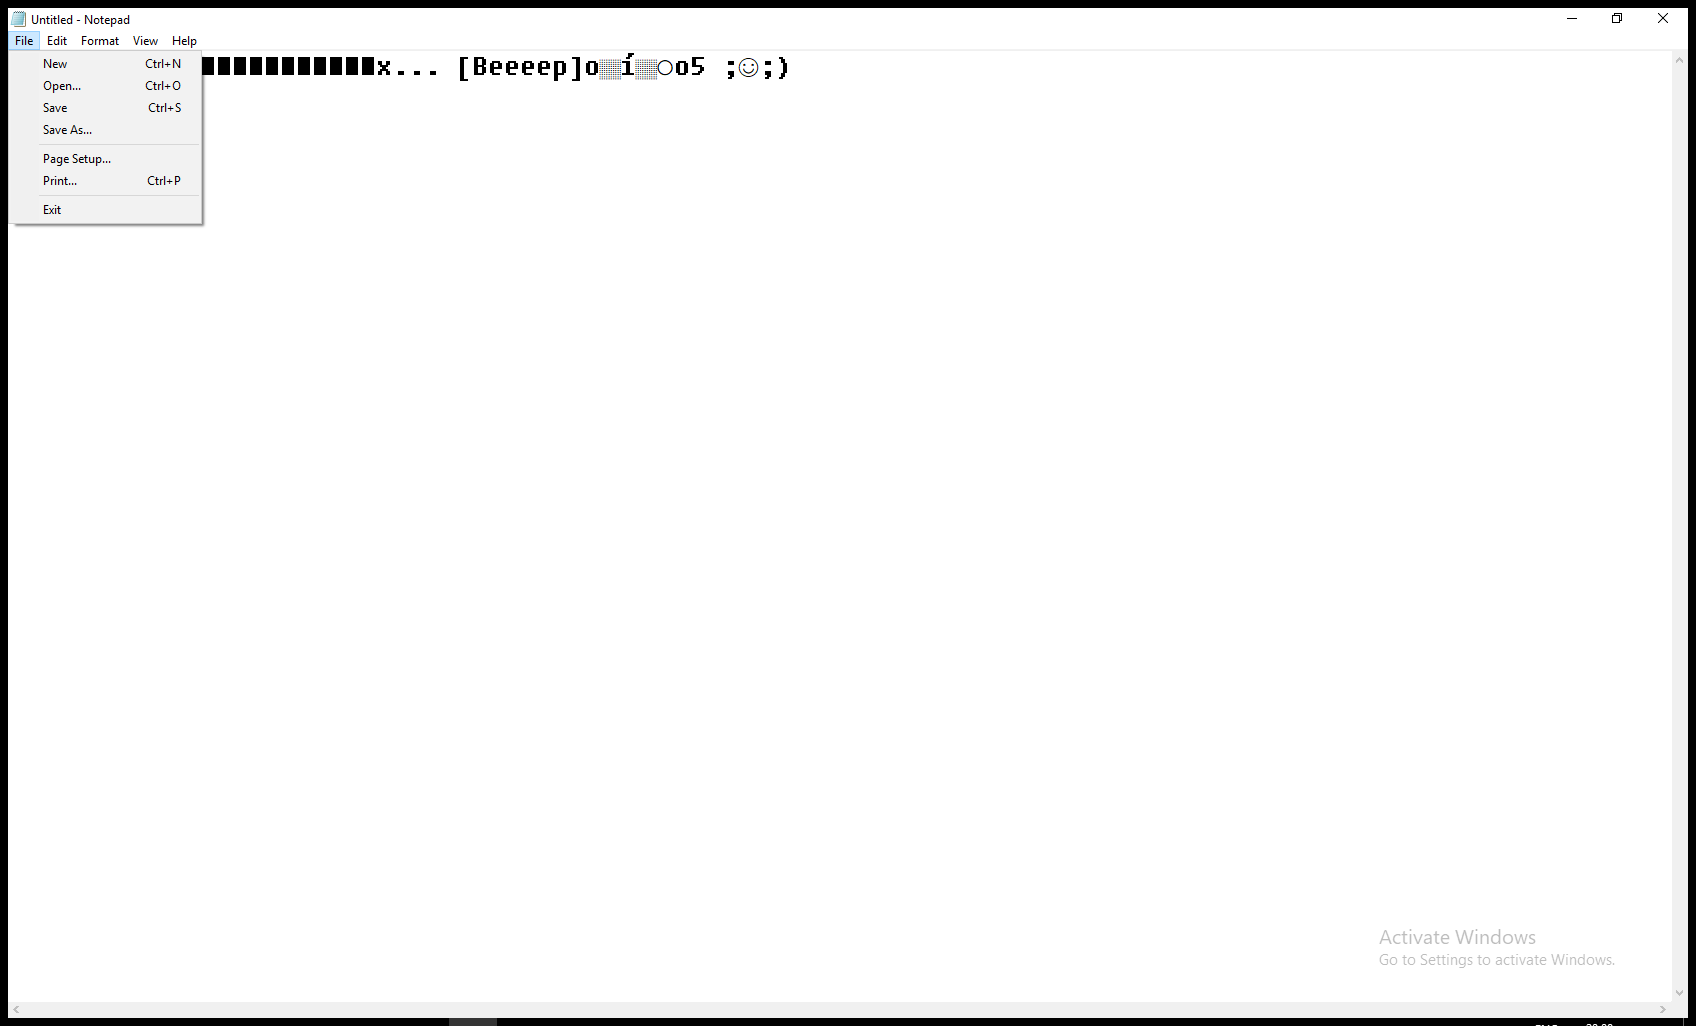 Untitled - Notepad
File Edit Format View Help
██████████ █x... [Beeeep]o▒í▒○o5 ;☺;)
New Ctrl+N
Open... Ctrl+O
Save Ctrl+S
Save As...
Page Setup...
Print... Ctrl+P
Exit
Activate Windows
Go to Settings to activate Windows.